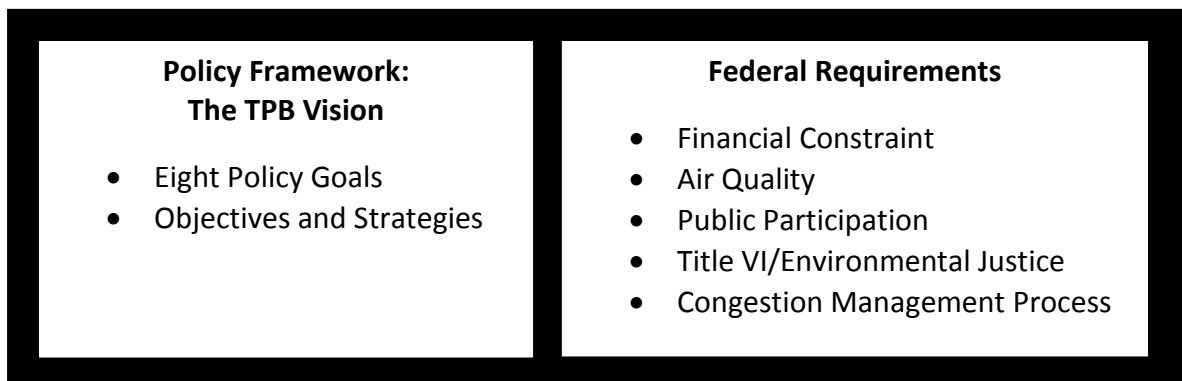 Policy Framework:
The TPB Vision
• Eight Policy Goals
• Objectives and Strategies
Federal Requirements
• Financial Constraint
• Air Quality
• Public Participation
• Title VI/Environmental Justice
• Congestion Management Process